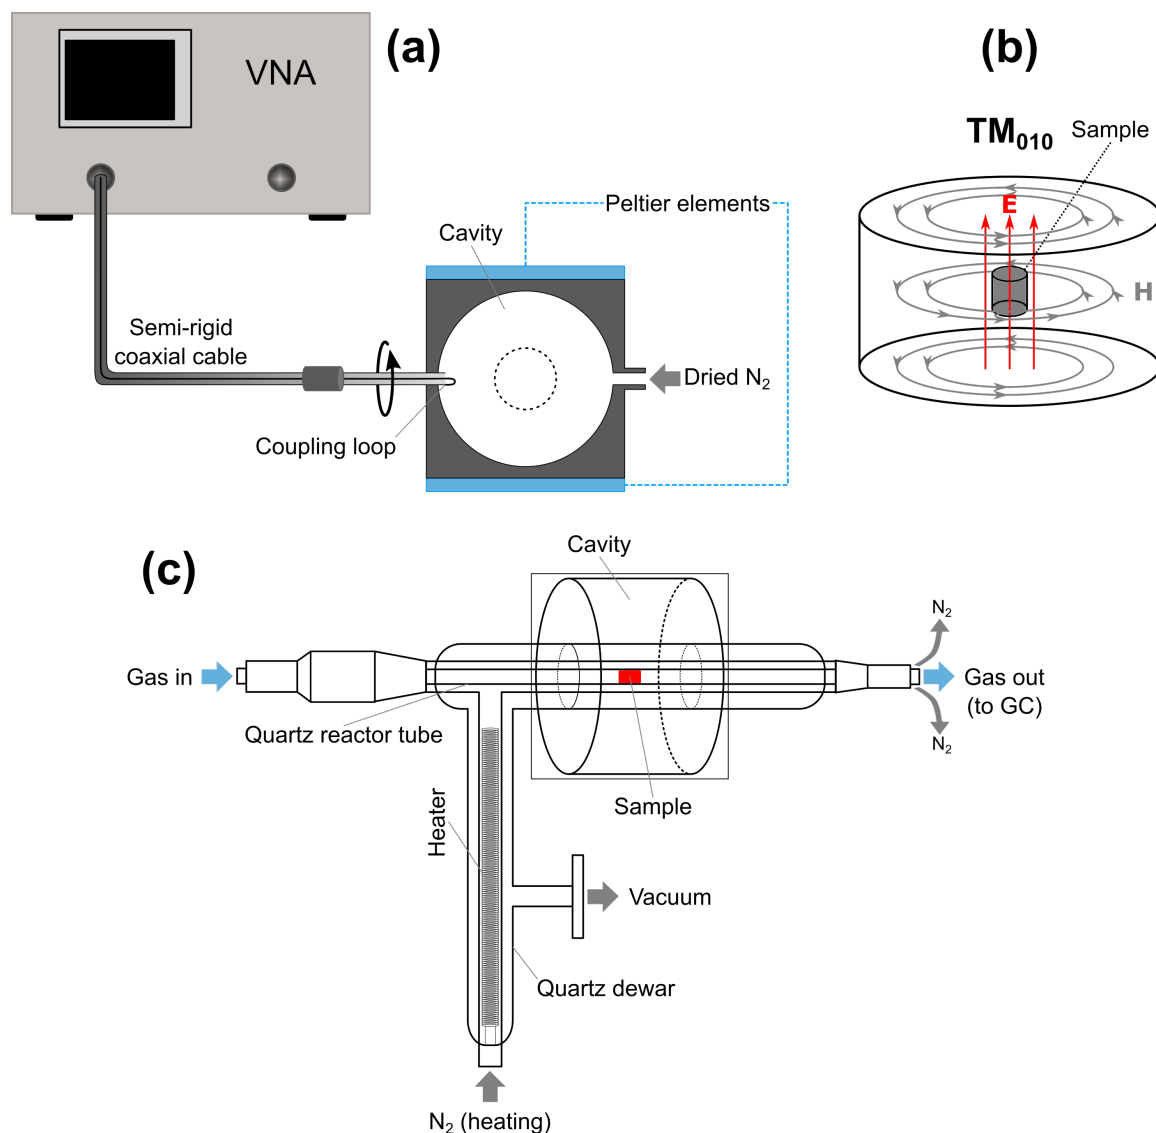 (a)
VNA
Peltier elements
Cavity
Semi-rigid
coaxial cable
Dried N₂
Coupling loop
(b)
TM₀₁₀
Sample
E
H
(c)
Cavity
N₂
Gas in
Gas out
(to GC)
Quartz reactor tube
N₂
Sample
Heater
Vacuum
Quartz dewar
N₂ (heating)